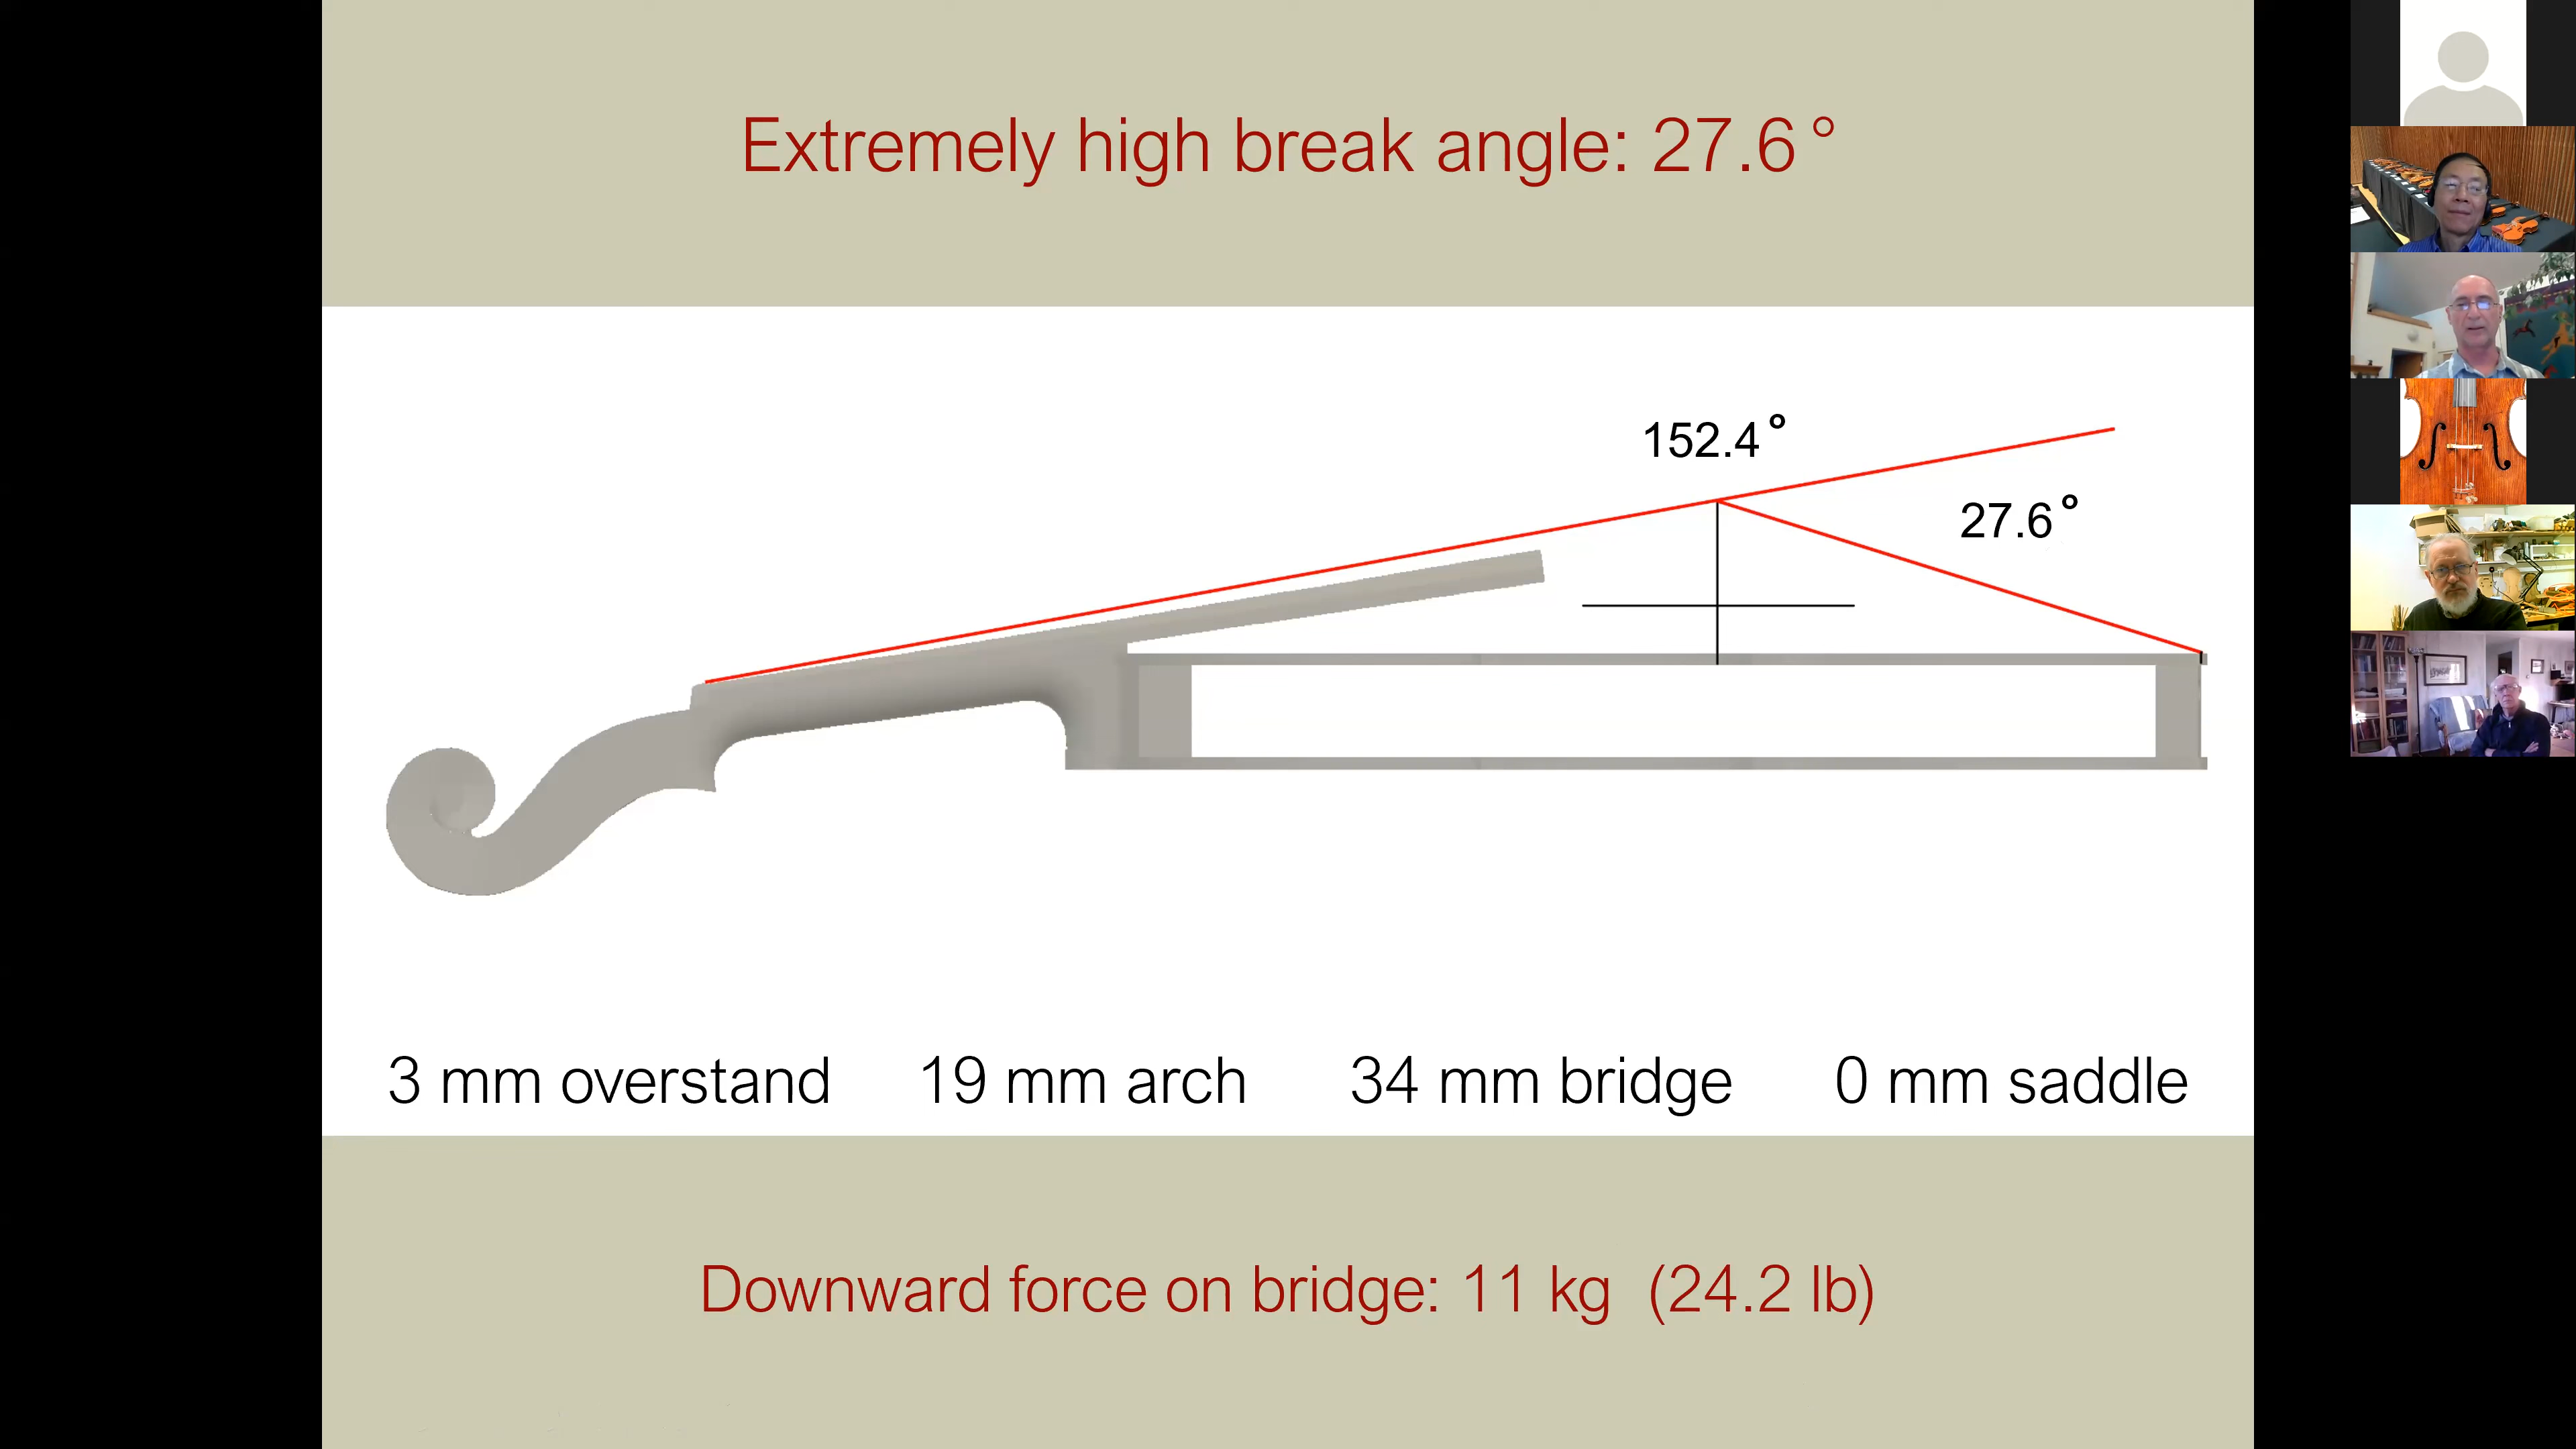 Extremely high break angle: 27.6°
152.4°
27.6°
3 mm overstand 19 mm arch 34 mm bridge 0 mm saddle
Downward force on bridge: 11 kg (24.2 lb)